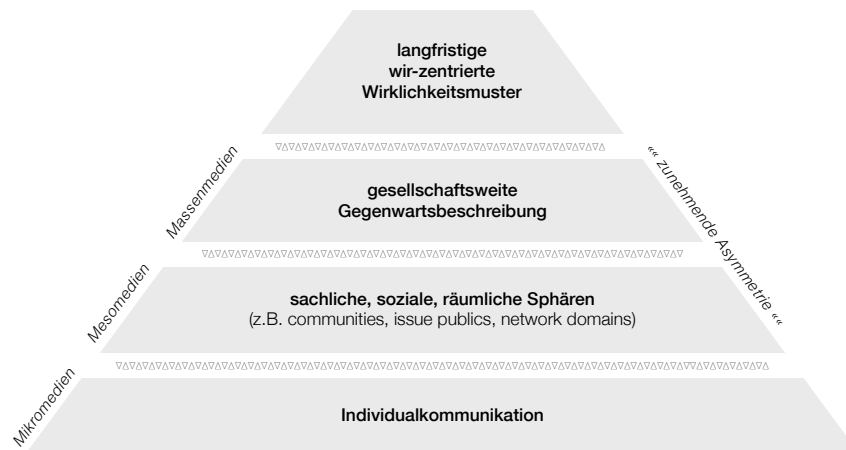 langfristige
wir-zentrierte
Wirklichkeitsmuster
Massenmedien
«« zunehmende Asymmetrie ««
gesellschaftsweite
Gegenwartsbeschreibung
Mesomedien
sachliche, soziale, räumliche Sphären
(z.B. communities, issue publics, network domains)
Mikromedien
Individualkommunikation